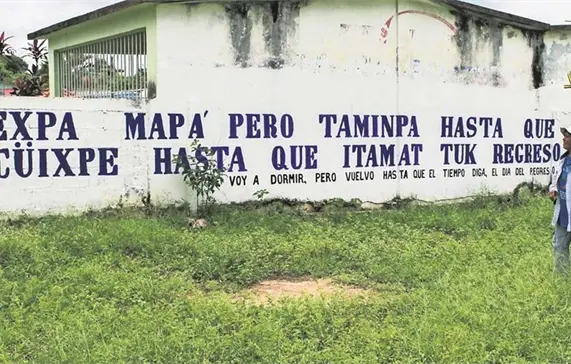 EXPA MAPA' PERO TAMINPA HASTA QUE
CÜIXPE HASTA QUE ITAMAT TUK REGRESO
VOY A DORMIR, PERO VUELVO HASTA QUE EL TIEMPO DIGA, EL DIA DEL REGRESO